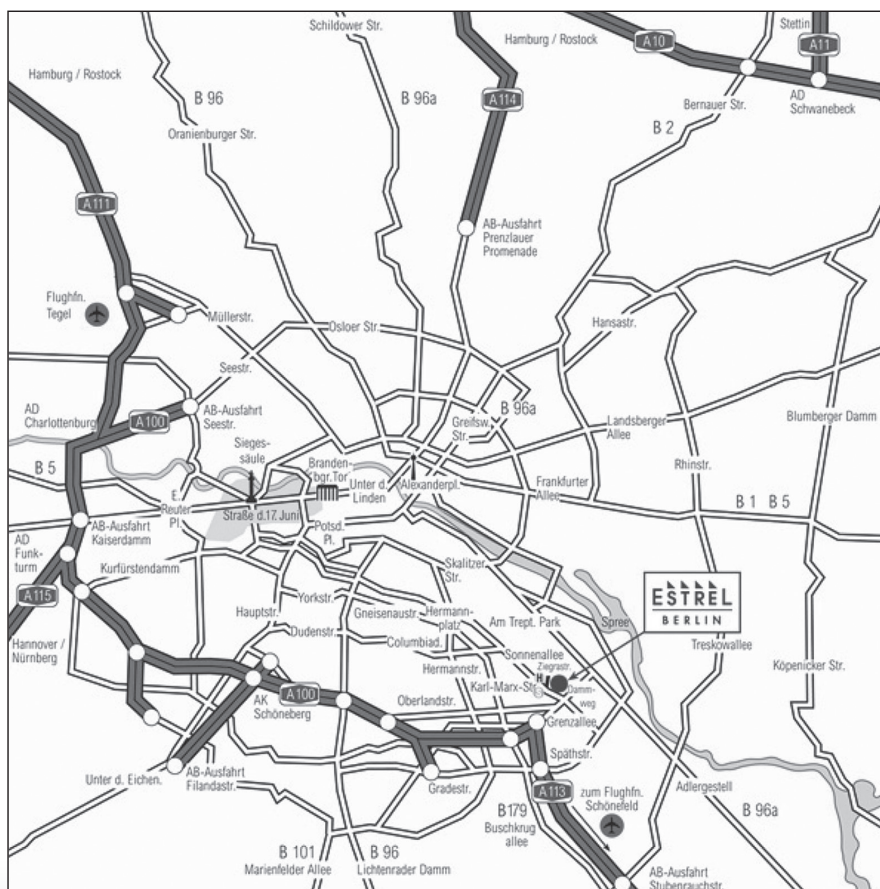 Schildower Str.
Stettin
Hamburg / Rostock
A10
A11
Hamburg / Rostock
B 96
B 96a
A114
AD
Schwanebeck
Bernauer Str.
B 2
Oranienburger Str.
A111
AB-Ausfahrt
Prenzlauer
Promenade
Flughfn.
Tegel
Müllerstr.
Osloer Str.
Hansastr.
Seestr.
AD
Charlottenburg
A100
AB-Ausfahrt
Seestr.
B 96a
Greifsw.
Str.
Landsberger
Allee
Blumberger Damm
Sieges-
säule
B 5
Branden-
bgr.Tor
Rhinstr.
E.
Reuter
Pl.
Unter d.
Linden
Alexanderpl.
Frankfurter
Allee
B 1 B 5
Straße d.17.Juni
AB-Ausfahrt
Kaiserdamm
Potsd.
Pl.
AD
Funk-
turm
Kurfürstendamm
Skalitzer
Str.
A115
ESTREL
BERLIN
Hauptstr.
Yorkstr.
Gneisenaustr.
Hermann-
platz
Am Trept. Park
Spree
Dudenstr.
Columbiad.
Sonnenallee
Treskowallee
Hannover /
Nürnberg
Hermannstr.
Ziegrastr.
Köpenicker Str.
Karl-Marx-Str.
H
Damm-
weg
A100
AK
Schöneberg
Oberlandstr.
Grenzallee
Späthstr.
Unter d. Eichen.
AB-Ausfahrt
Filandastr.
Gradestr.
A113
zum Flughfn.
Schönefeld
Adlergestell
B179
Buschkrug
allee
B 96a
B 101
Marienfelder Allee
B 96
Lichtenrader Damm
AB-Ausfahrt
Stubenrauchstr.